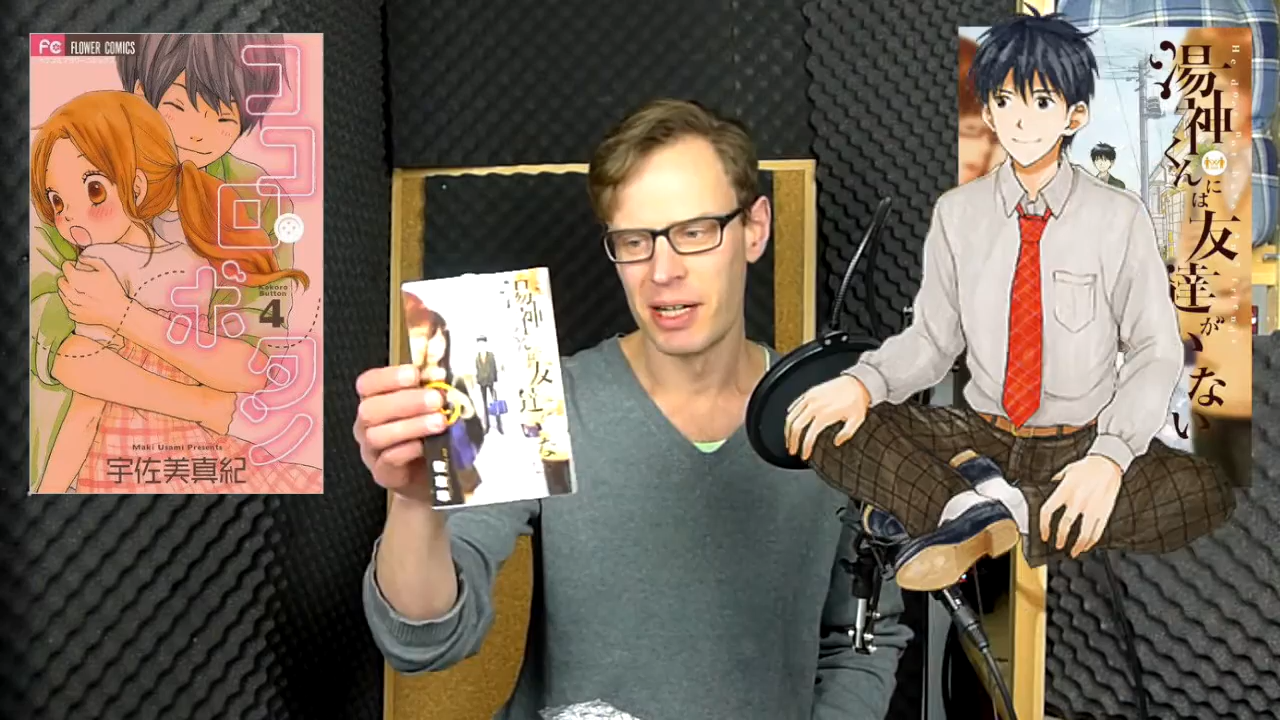 FC FLOWER COMICS
ココロ・ボタン
Kokoro
Button
4
Maki Usami Presents
宇佐美真紀
湯神くんには友達がいない
湯神くんには友達がいない